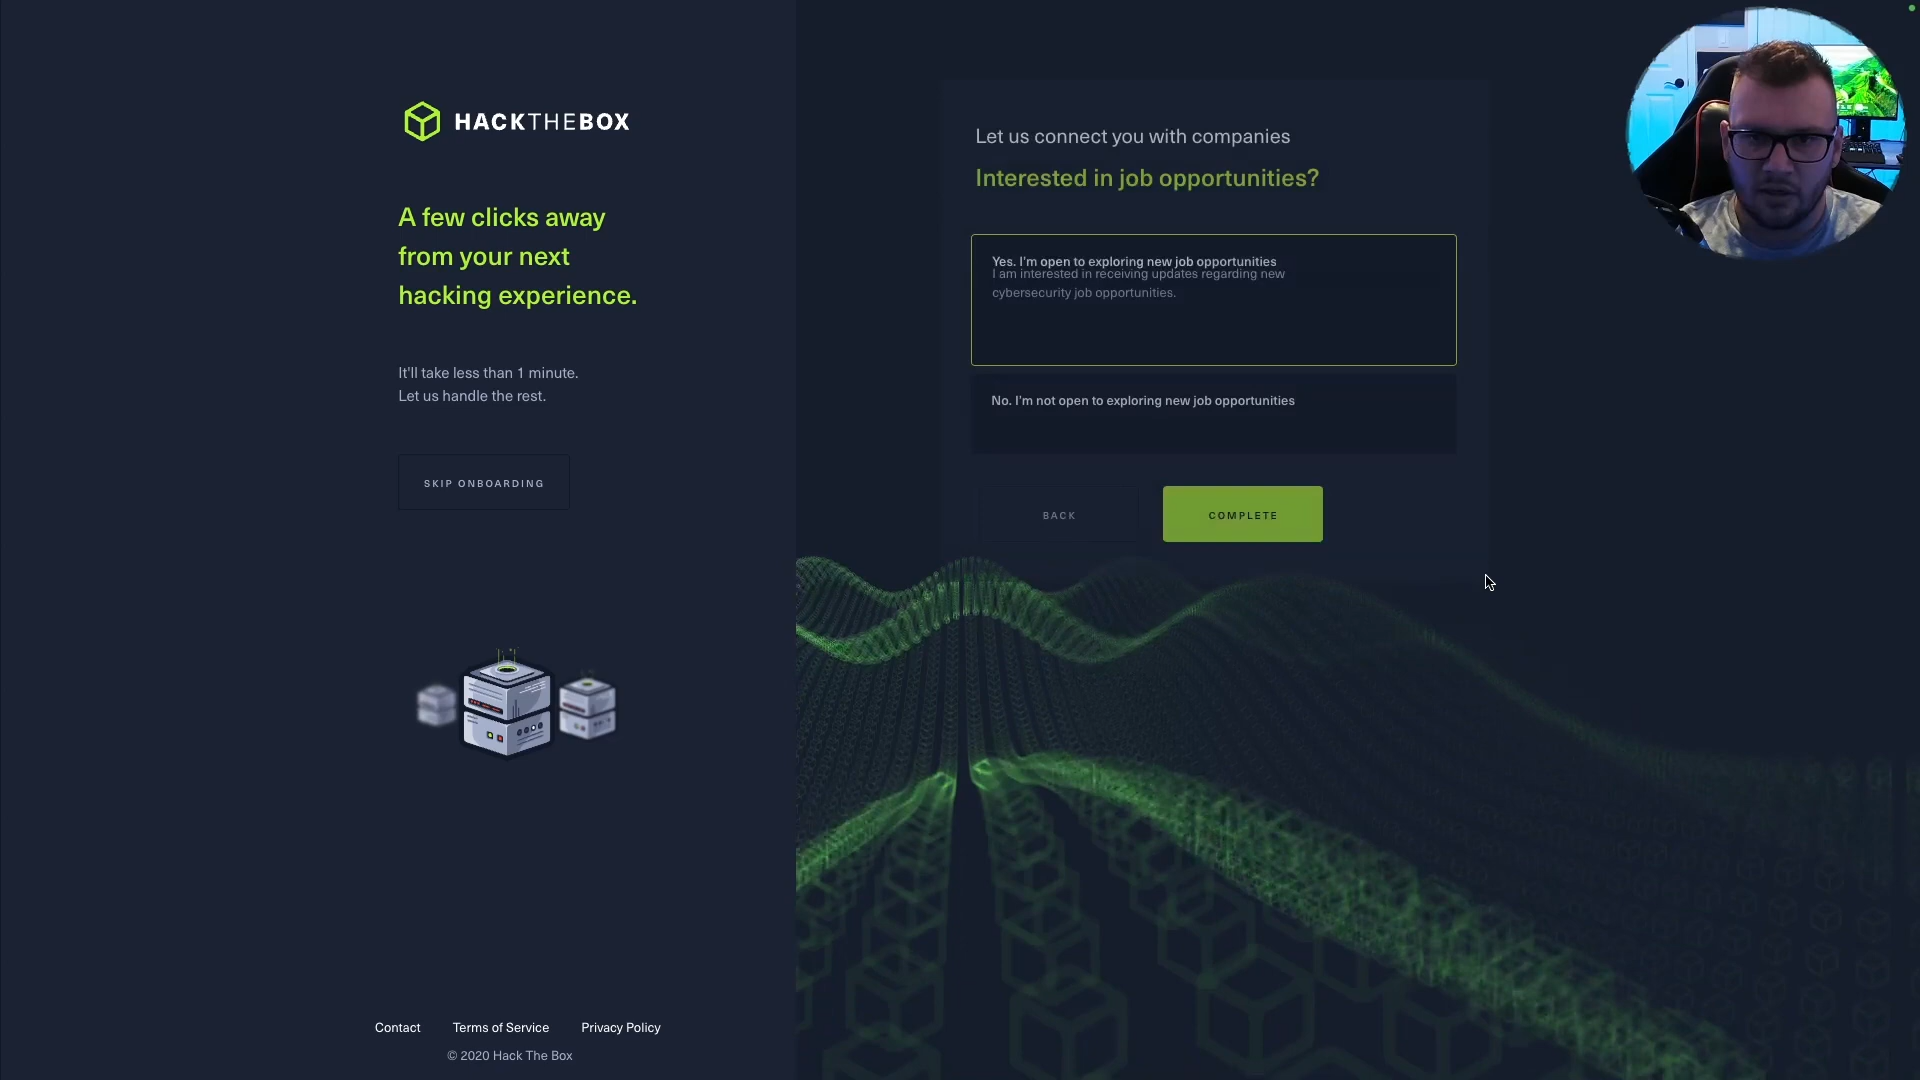 HACKTHEBOX
A few clicks away
from your next
hacking experience.
It'll take less than 1 minute.
Let us handle the rest.
SKIP ONBOARDING
Contact
Terms of Service
Privacy Policy
© 2020 Hack The Box
Let us connect you with companies
Interested in job opportunities?
Yes. I'm open to exploring new job opportunities
I am interested in receiving updates regarding new
cybersecurity job opportunities.
No. I'm not open to exploring new job opportunities
BACK
COMPLETE